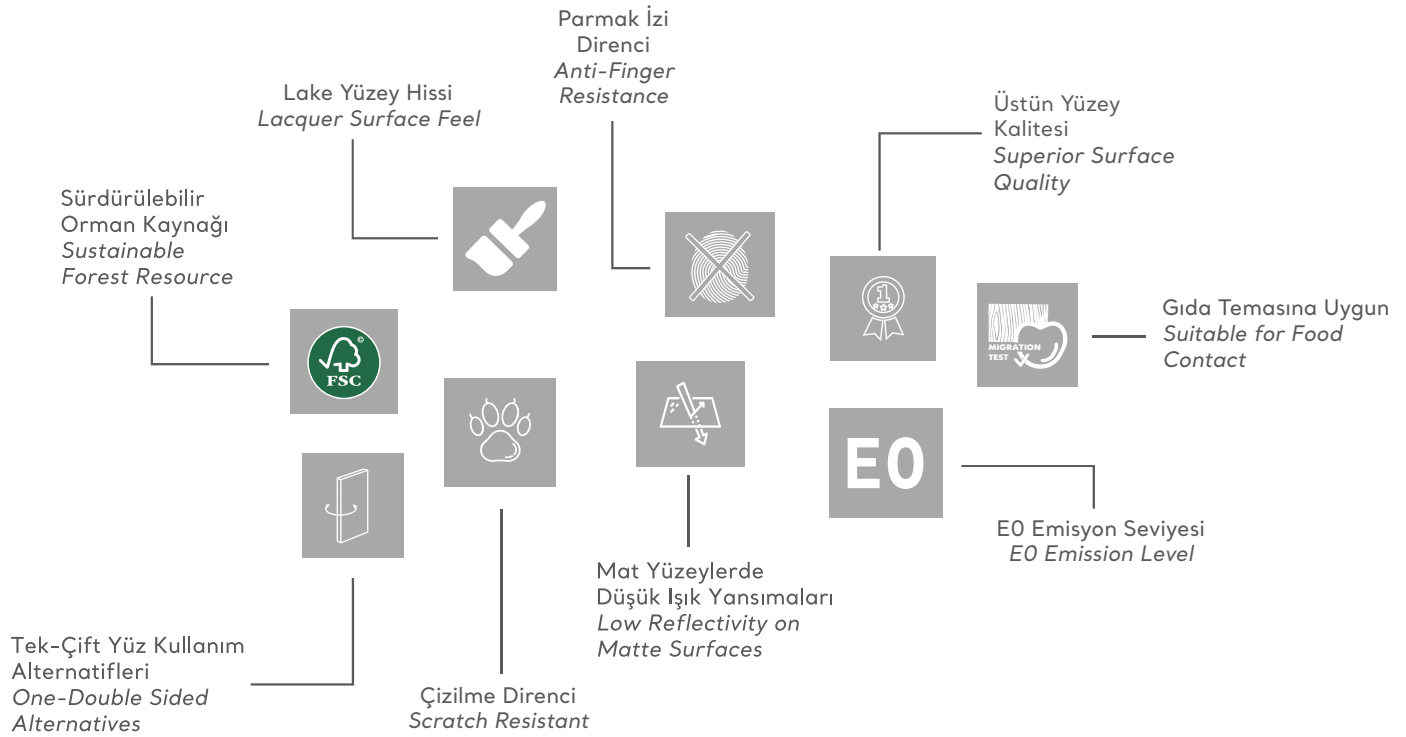 Parmak İzi
Direnci
Anti-Finger
Resistance
Lake Yüzey Hissi
Lacquer Surface Feel
Üstün Yüzey
Kalitesi
Superior Surface
Quality
Sürdürülebilir
Orman Kaynağı
Sustainable
Forest Resource
1
©
FSC
MIGRATION
TEST
Gıda Temasına Uygun
Suitable for Food
Contact
E0
E0 Emisyon Seviyesi
E0 Emission Level
Mat Yüzeylerde
Düşük Işık Yansımaları
Low Reflectivity on
Matte Surfaces
Tek-Çift Yüz Kullanım
Alternatifleri
One-Double Sided
Alternatives
Çizilme Direnci
Scratch Resistant